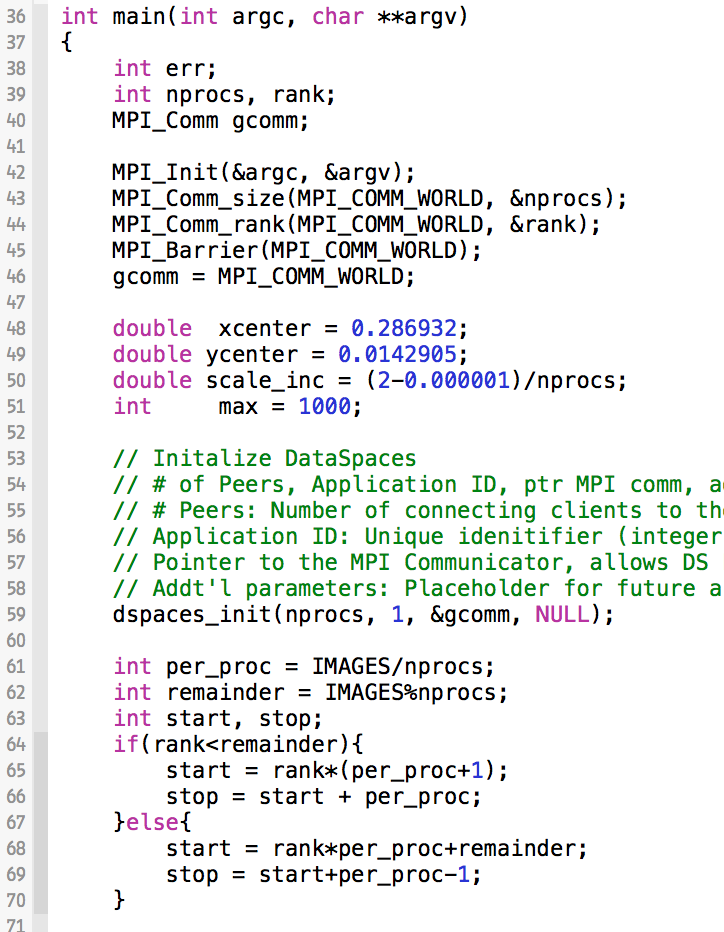 36 int main(int argc, char **argv)
37 {
38     int err;
39     int nprocs, rank;
40     MPI_Comm gcomm;
41
42     MPI_Init(&argc, &argv);
43     MPI_Comm_size(MPI_COMM_WORLD, &nprocs);
44     MPI_Comm_rank(MPI_COMM_WORLD, &rank);
45     MPI_Barrier(MPI_COMM_WORLD);
46     gcomm = MPI_COMM_WORLD;
47
48     double  xcenter = 0.286932;
49     double ycenter = 0.0142905;
50     double scale_inc = (2-0.000001)/nprocs;
51     int     max = 1000;
52
53     // Initalize DataSpaces
54     // # of Peers, Application ID, ptr MPI comm,
55     // # Peers: Number of connecting clients to
56     // Application ID: Unique idenitifier (integer
57     // Pointer to the MPI Communicator, allows DS
58     // Addt'l parameters: Placeholder for future
59     dspaces_init(nprocs, 1, &gcomm, NULL);
60
61     int per_proc = IMAGES/nprocs;
62     int remainder = IMAGES%nprocs;
63     int start, stop;
64     if(rank<remainder){
65         start = rank*(per_proc+1);
66         stop = start + per_proc;
67     }else{
68         start = rank*per_proc+remainder;
69         stop = start+per_proc-1;
70     }
71